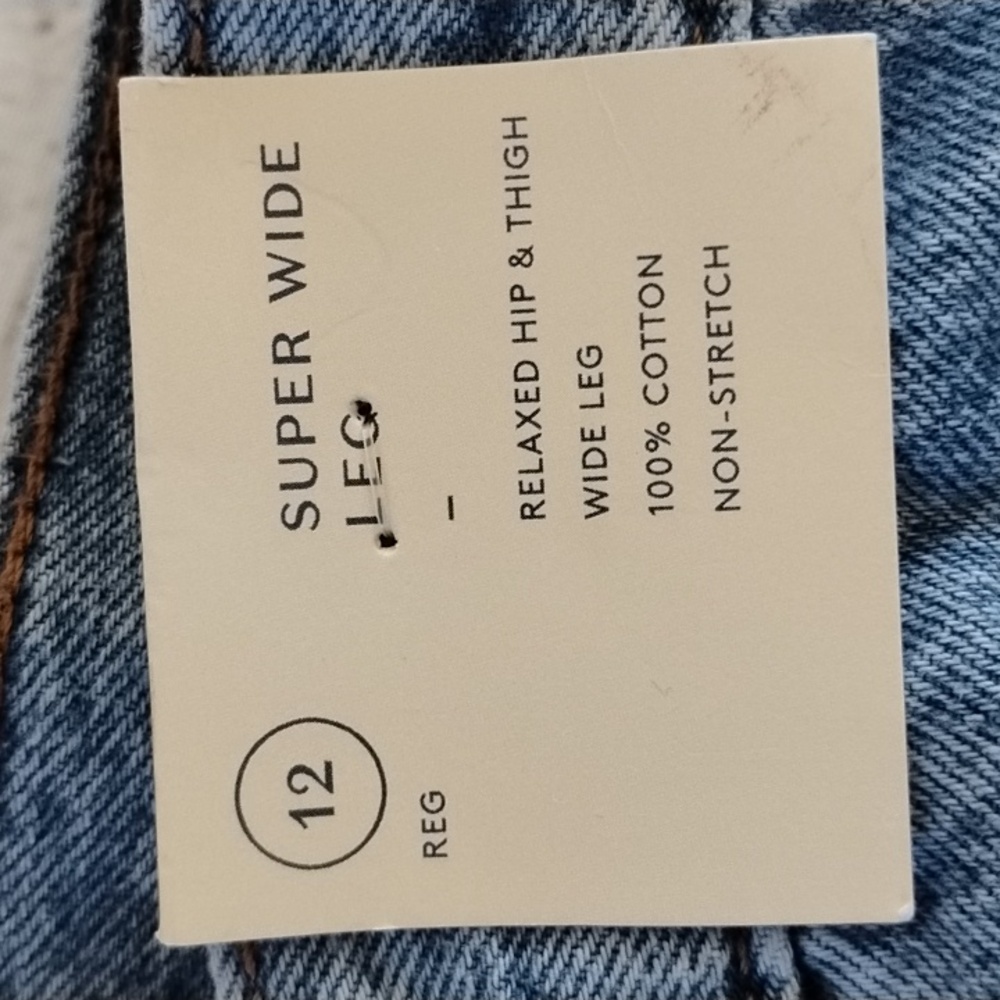 12
REG
SUPER WIDE
LEG
–
RELAXED HIP & THIGH
WIDE LEG
100% COTTON
NON-STRETCH